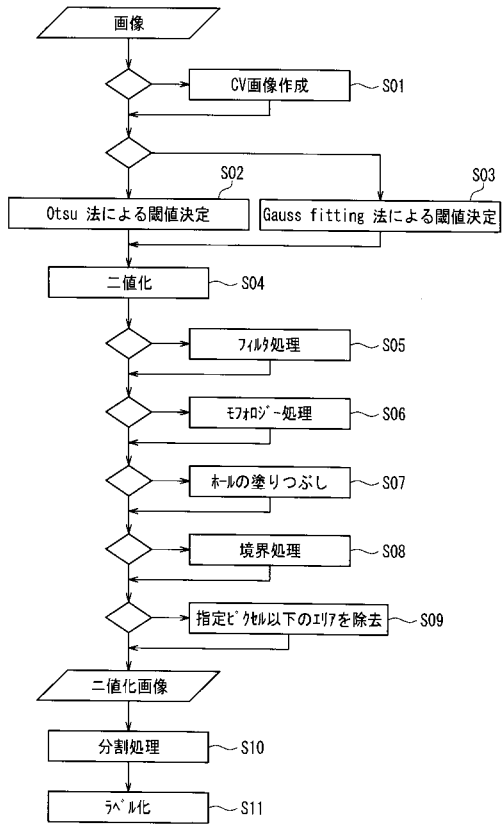 画像
CV画像作成
S01
S02
S03
Otsu 法による閾値決定
Gauss fitting 法による閾値決定
二値化
S04
ﾌｨﾙﾀ処理
S05
ﾓﾌｫﾛｼﾞｰ処理
S06
ﾎｰﾙの塗りつぶし
S07
境界処理
S08
指定ﾋﾟｸｾﾙ以下のｴﾘｱを除去
S09
二値化画像
分割処理
S10
ﾗﾍﾞﾙ化
S11